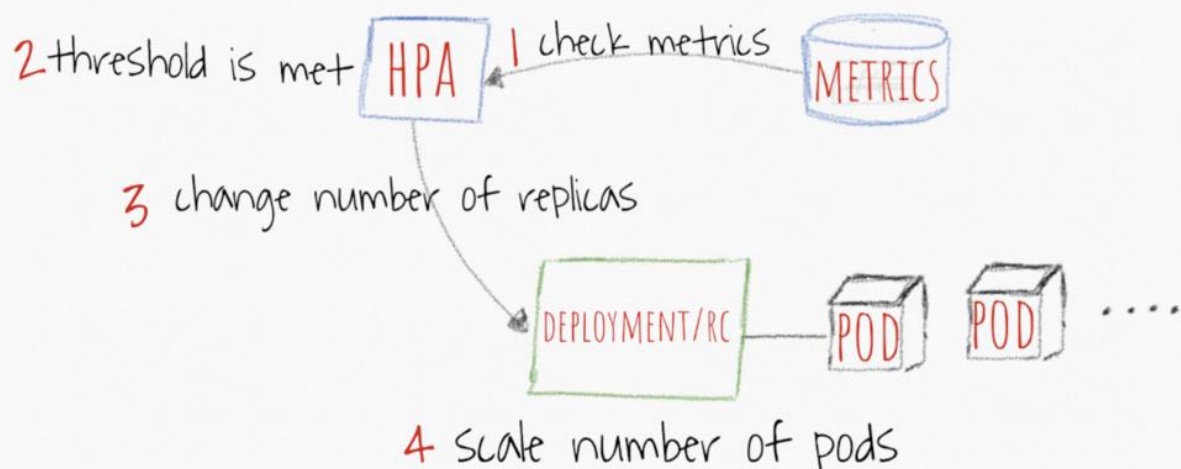 2 threshold is met
HPA
1 check metrics
METRICS
3 change number of replicas
DEPLOYMENT/RC
POD
POD
....
4 scale number of pods